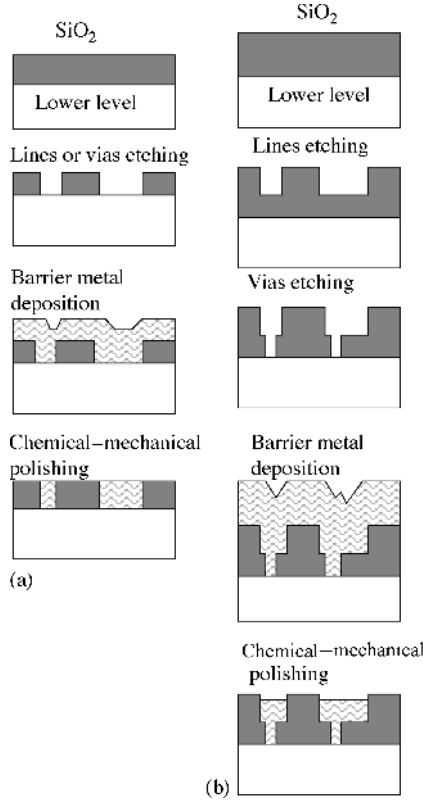 SiO₂
Lower level
Lines or vias etching
Barrier metal
deposition
Chemical–mechanical
polishing
(a)
SiO₂
Lower level
Lines etching
Vias etching
Barrier metal
deposition
Chemical–mechanical
polishing
(b)